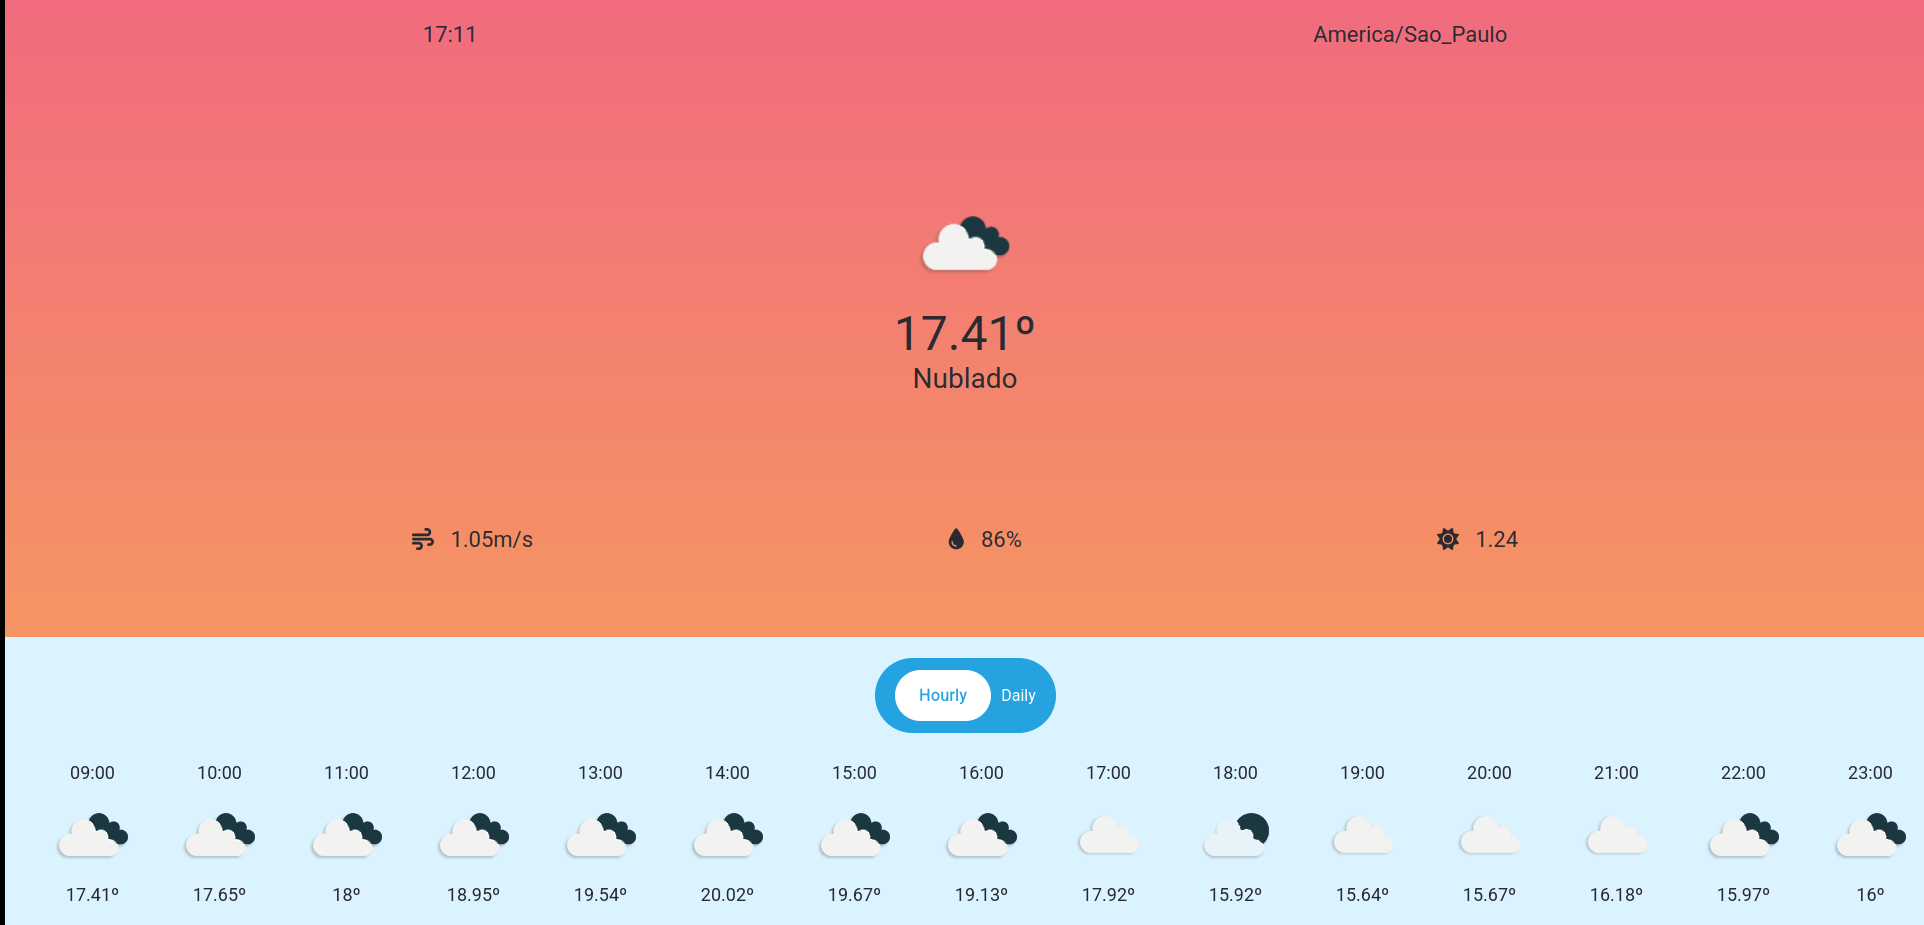 17:11 America/Sao_Paulo
17.41º
Nublado
1.05m/s 86% 1.24
Hourly Daily
09:00 10:00 11:00 12:00 13:00 14:00 15:00 16:00 17:00 18:00 19:00 20:00 21:00 22:00 23:00
17.41º 17.65º 18º 18.95º 19.54º 20.02º 19.67º 19.13º 17.92º 15.92º 15.64º 15.67º 16.18º 15.97º 16º